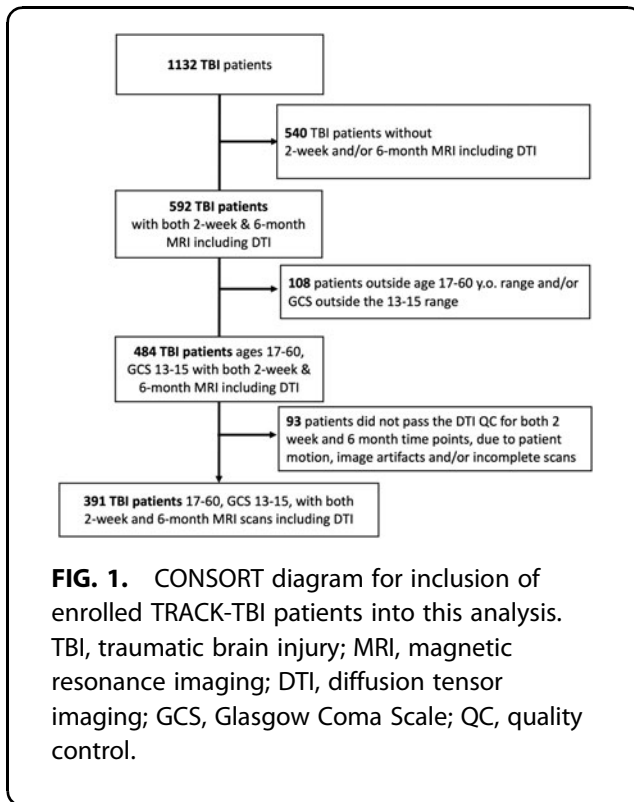 1132 TBI patients
540 TBI patients without
2-week and/or 6-month MRI including DTI
592 TBI patients
with both 2-week & 6-month
MRI including DTI
108 patients outside age 17-60 y.o. range and/or
GCS outside the 13-15 range
484 TBI patients ages 17-60,
GCS 13-15 with both 2-week &
6-month MRI including DTI
93 patients did not pass the DTI QC for both 2
week and 6 month time points, due to patient
motion, image artifacts and/or incomplete scans
391 TBI patients 17-60, GCS 13-15, with both
2-week and 6-month MRI scans including DTI
FIG. 1. CONSORT diagram for inclusion of
enrolled TRACK-TBI patients into this analysis.
TBI, traumatic brain injury; MRI, magnetic
resonance imaging; DTI, diffusion tensor
imaging; GCS, Glasgow Coma Scale; QC, quality
control.